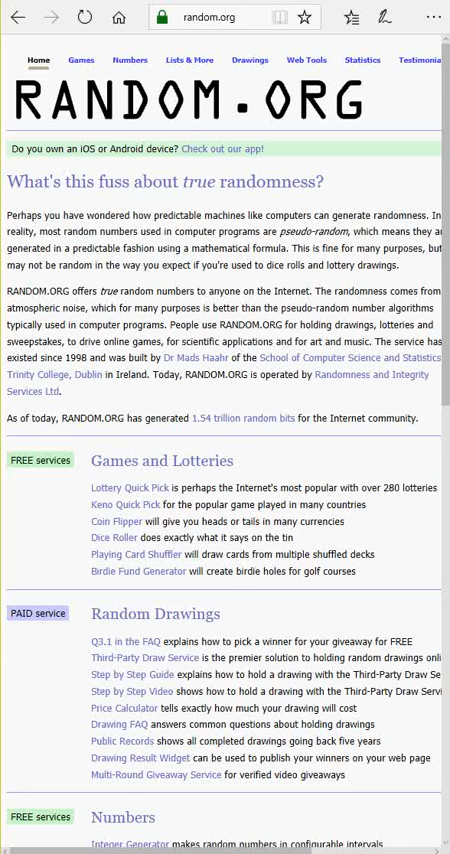 random.org
Home Games Numbers Lists & More Drawings Web Tools Statistics Testimonia
RANDOM.ORG
Do you own an iOS or Android device? Check out our app!
What's this fuss about true randomness?
Perhaps you have wondered how predictable machines like computers can generate randomness. In
reality, most random numbers used in computer programs are pseudo-random, which means they ar
generated in a predictable fashion using a mathematical formula. This is fine for many purposes, but
may not be random in the way you expect if you're used to dice rolls and lottery drawings.
RANDOM.ORG offers true random numbers to anyone on the Internet. The randomness comes from
atmospheric noise, which for many purposes is better than the pseudo-random number algorithms
typically used in computer programs. People use RANDOM.ORG for holding drawings, lotteries and
sweepstakes, to drive online games, for scientific applications and for art and music. The service has
existed since 1998 and was built by Dr Mads Haahr of the School of Computer Science and Statistics
Trinity College, Dublin in Ireland. Today, RANDOM.ORG is operated by Randomness and Integrity
Services Ltd.
As of today, RANDOM.ORG has generated 1.54 trillion random bits for the Internet community.
FREE services Games and Lotteries
Lottery Quick Pick is perhaps the Internet's most popular with over 280 lotteries
Keno Quick Pick for the popular game played in many countries
Coin Flipper will give you heads or tails in many currencies
Dice Roller does exactly what it says on the tin
Playing Card Shuffler will draw cards from multiple shuffled decks
Birdie Fund Generator will create birdie holes for golf courses
PAID service Random Drawings
Q3.1 in the FAQ explains how to pick a winner for your giveaway for FREE
Third-Party Draw Service is the premier solution to holding random drawings onli
Step by Step Guide explains how to hold a drawing with the Third-Party Draw Se
Step by Step Video shows how to hold a drawing with the Third-Party Draw Servi
Price Calculator tells exactly how much your drawing will cost
Drawing FAQ answers common questions about holding drawings
Public Records shows all completed drawings going back five years
Drawing Result Widget can be used to publish your winners on your web page
Multi-Round Giveaway Service for verified video giveaways
FREE services Numbers
Integer Generator makes random numbers in configurable intervals